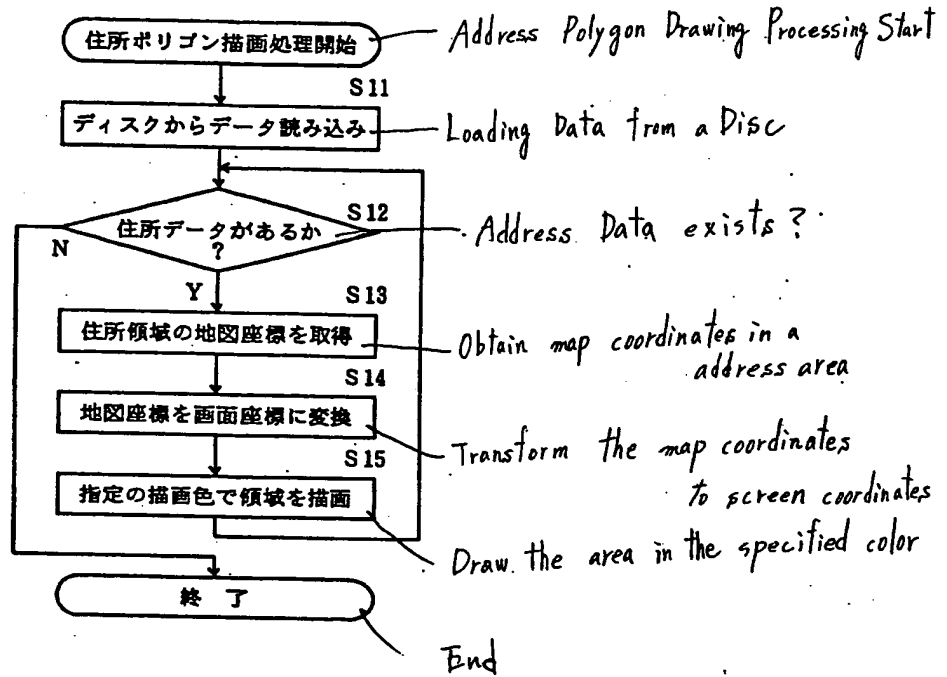 住所ポリゴン描画処理開始
Address Polygon Drawing Processing Start
S11
ディスクからデータ読み込み
Loading Data from a Disc
S12
住所データがあるか
?
Address Data exists?
N
Y
S13
住所領域の地図座標を取得
Obtain map coordinates in a
address area
S14
地図座標を画面座標に変換
Transform the map coordinates
to screen coordinates
S15
指定の描画色で領域を描画
Draw the area in the specified color
終了
End